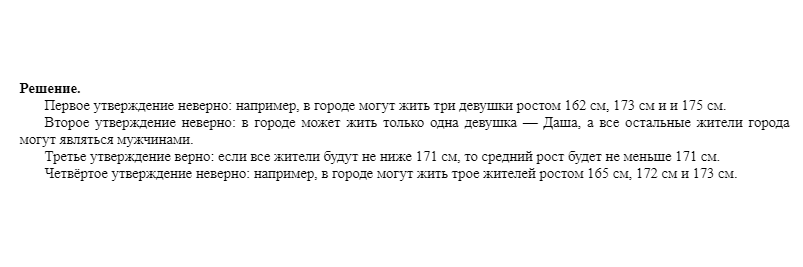 Решение.
Первое утверждение неверно: например, в городе могут жить три девушки ростом 162 см, 173 см и и 175 см.
Второе утверждение неверно: в городе может жить только одна девушка — Даша, а все остальные жители города
могут являться мужчинами.
Третье утверждение верно: если все жители будут не ниже 171 см, то средний рост будет не меньше 171 см.
Четвёртое утверждение неверно: например, в городе могут жить трое жителей ростом 165 см, 172 см и 173 см.